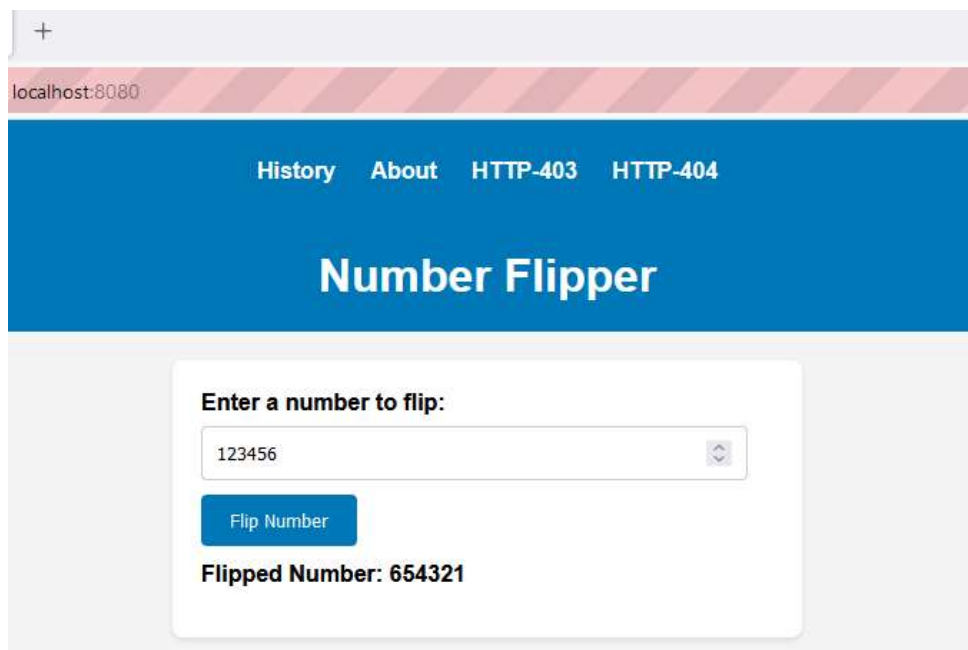 +
localhost:8080
History About HTTP-403 HTTP-404
Number Flipper
Enter a number to flip:
123456
Flip Number
Flipped Number: 654321